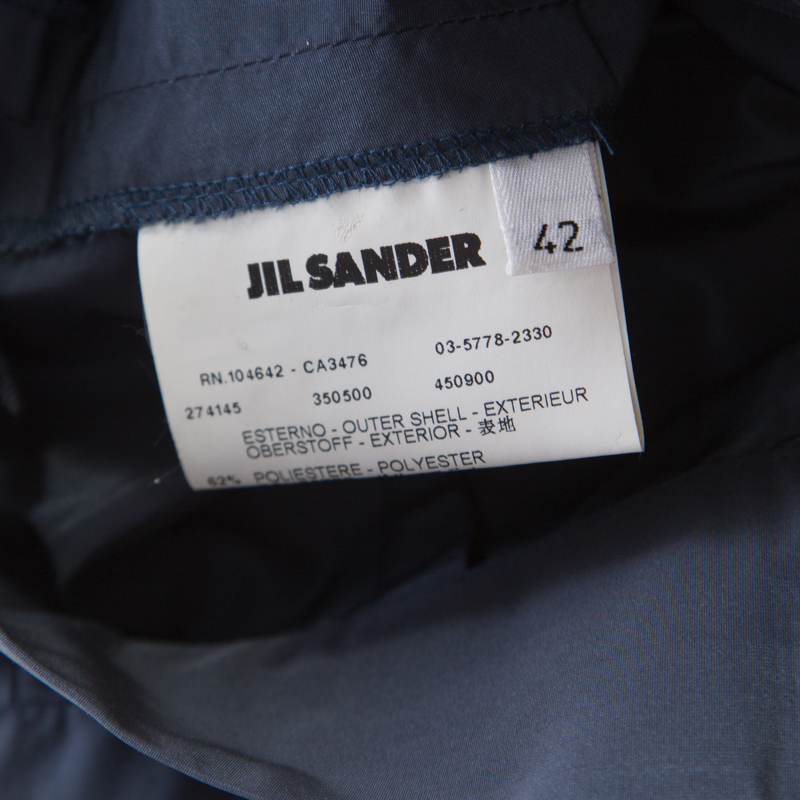 JIL SANDER
42
RN.104642 - CA3476 03-5778-2330
274145 350500 450900
ESTERNO - OUTER SHELL - EXTERIEUR
OBERSTOFF - EXTERIOR - 表地
62% POLIESTERE - POLYESTER